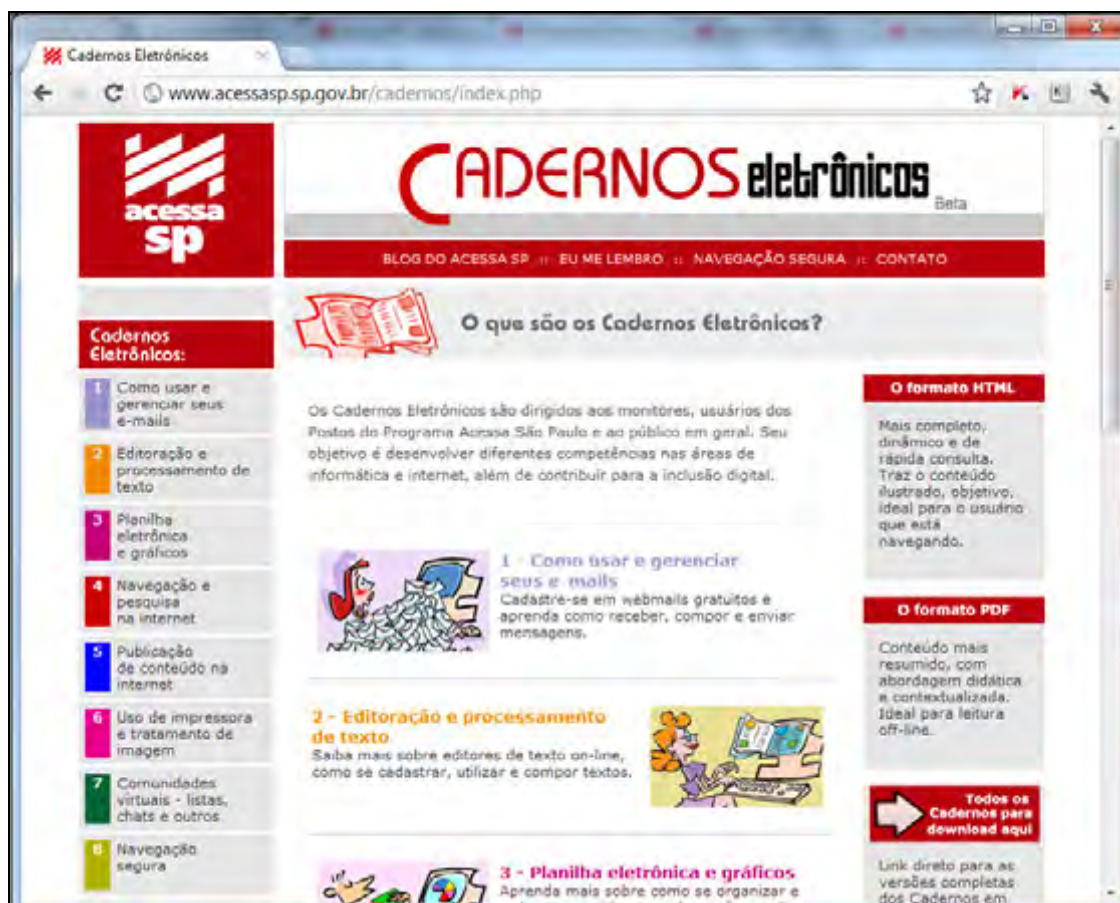 Cadernos Eletrônicos
www.acessasp.sp.gov.br/cadernos/index.php
acessa
sp
CADERNOS eletrônicos
Beta
BLOG DO ACESSA SP :: EU ME LEMBRO :: NAVEGAÇÃO SEGURA :: CONTATO
Cadernos
Eletrônicos:
1 Como usar e
gerenciar seus
e-mails
2 Editoração e
processamento de
texto
3 Planilha
eletrônica
e gráficos
4 Navegação e
pesquisa
na internet
5 Publicação
de conteúdo na
internet
6 Uso de impressora
e tratamento de
imagem
7 Comunidades
virtuais - listas,
chats e outros
8 Navegação
segura
O que são os Cadernos Eletrônicos?
Os Cadernos Eletrônicos são dirigidos aos monitores, usuários dos
Postos do Programa Acessa São Paulo e ao público em geral. Seu
objetivo é desenvolver diferentes competências nas áreas de
informática e internet, além de contribuir para a inclusão digital.
1 - Como usar e gerenciar
seus e-mails
Cadastre-se em webmails gratuitos e
aprenda como receber, compor e enviar
mensagens.
2 - Editoração e processamento
de texto
Saiba mais sobre editores de texto on-line,
como se cadastrar, utilizar e compor textos.
3 - Planilha eletrônica e gráficos
Aprenda mais sobre como se organizar e
O formato HTML
Mais completo,
dinâmico e de
rápida consulta.
Traz o conteúdo
ilustrado, objetivo,
ideal para o usuário
que está
navegando.
O formato PDF
Conteúdo mais
resumido, com
abordagem didática
e contextualizada.
Ideal para leitura
off-line.
Todos os
Cadernos para
download aqui
Link direto para as
versões completas
dos Cadernos em